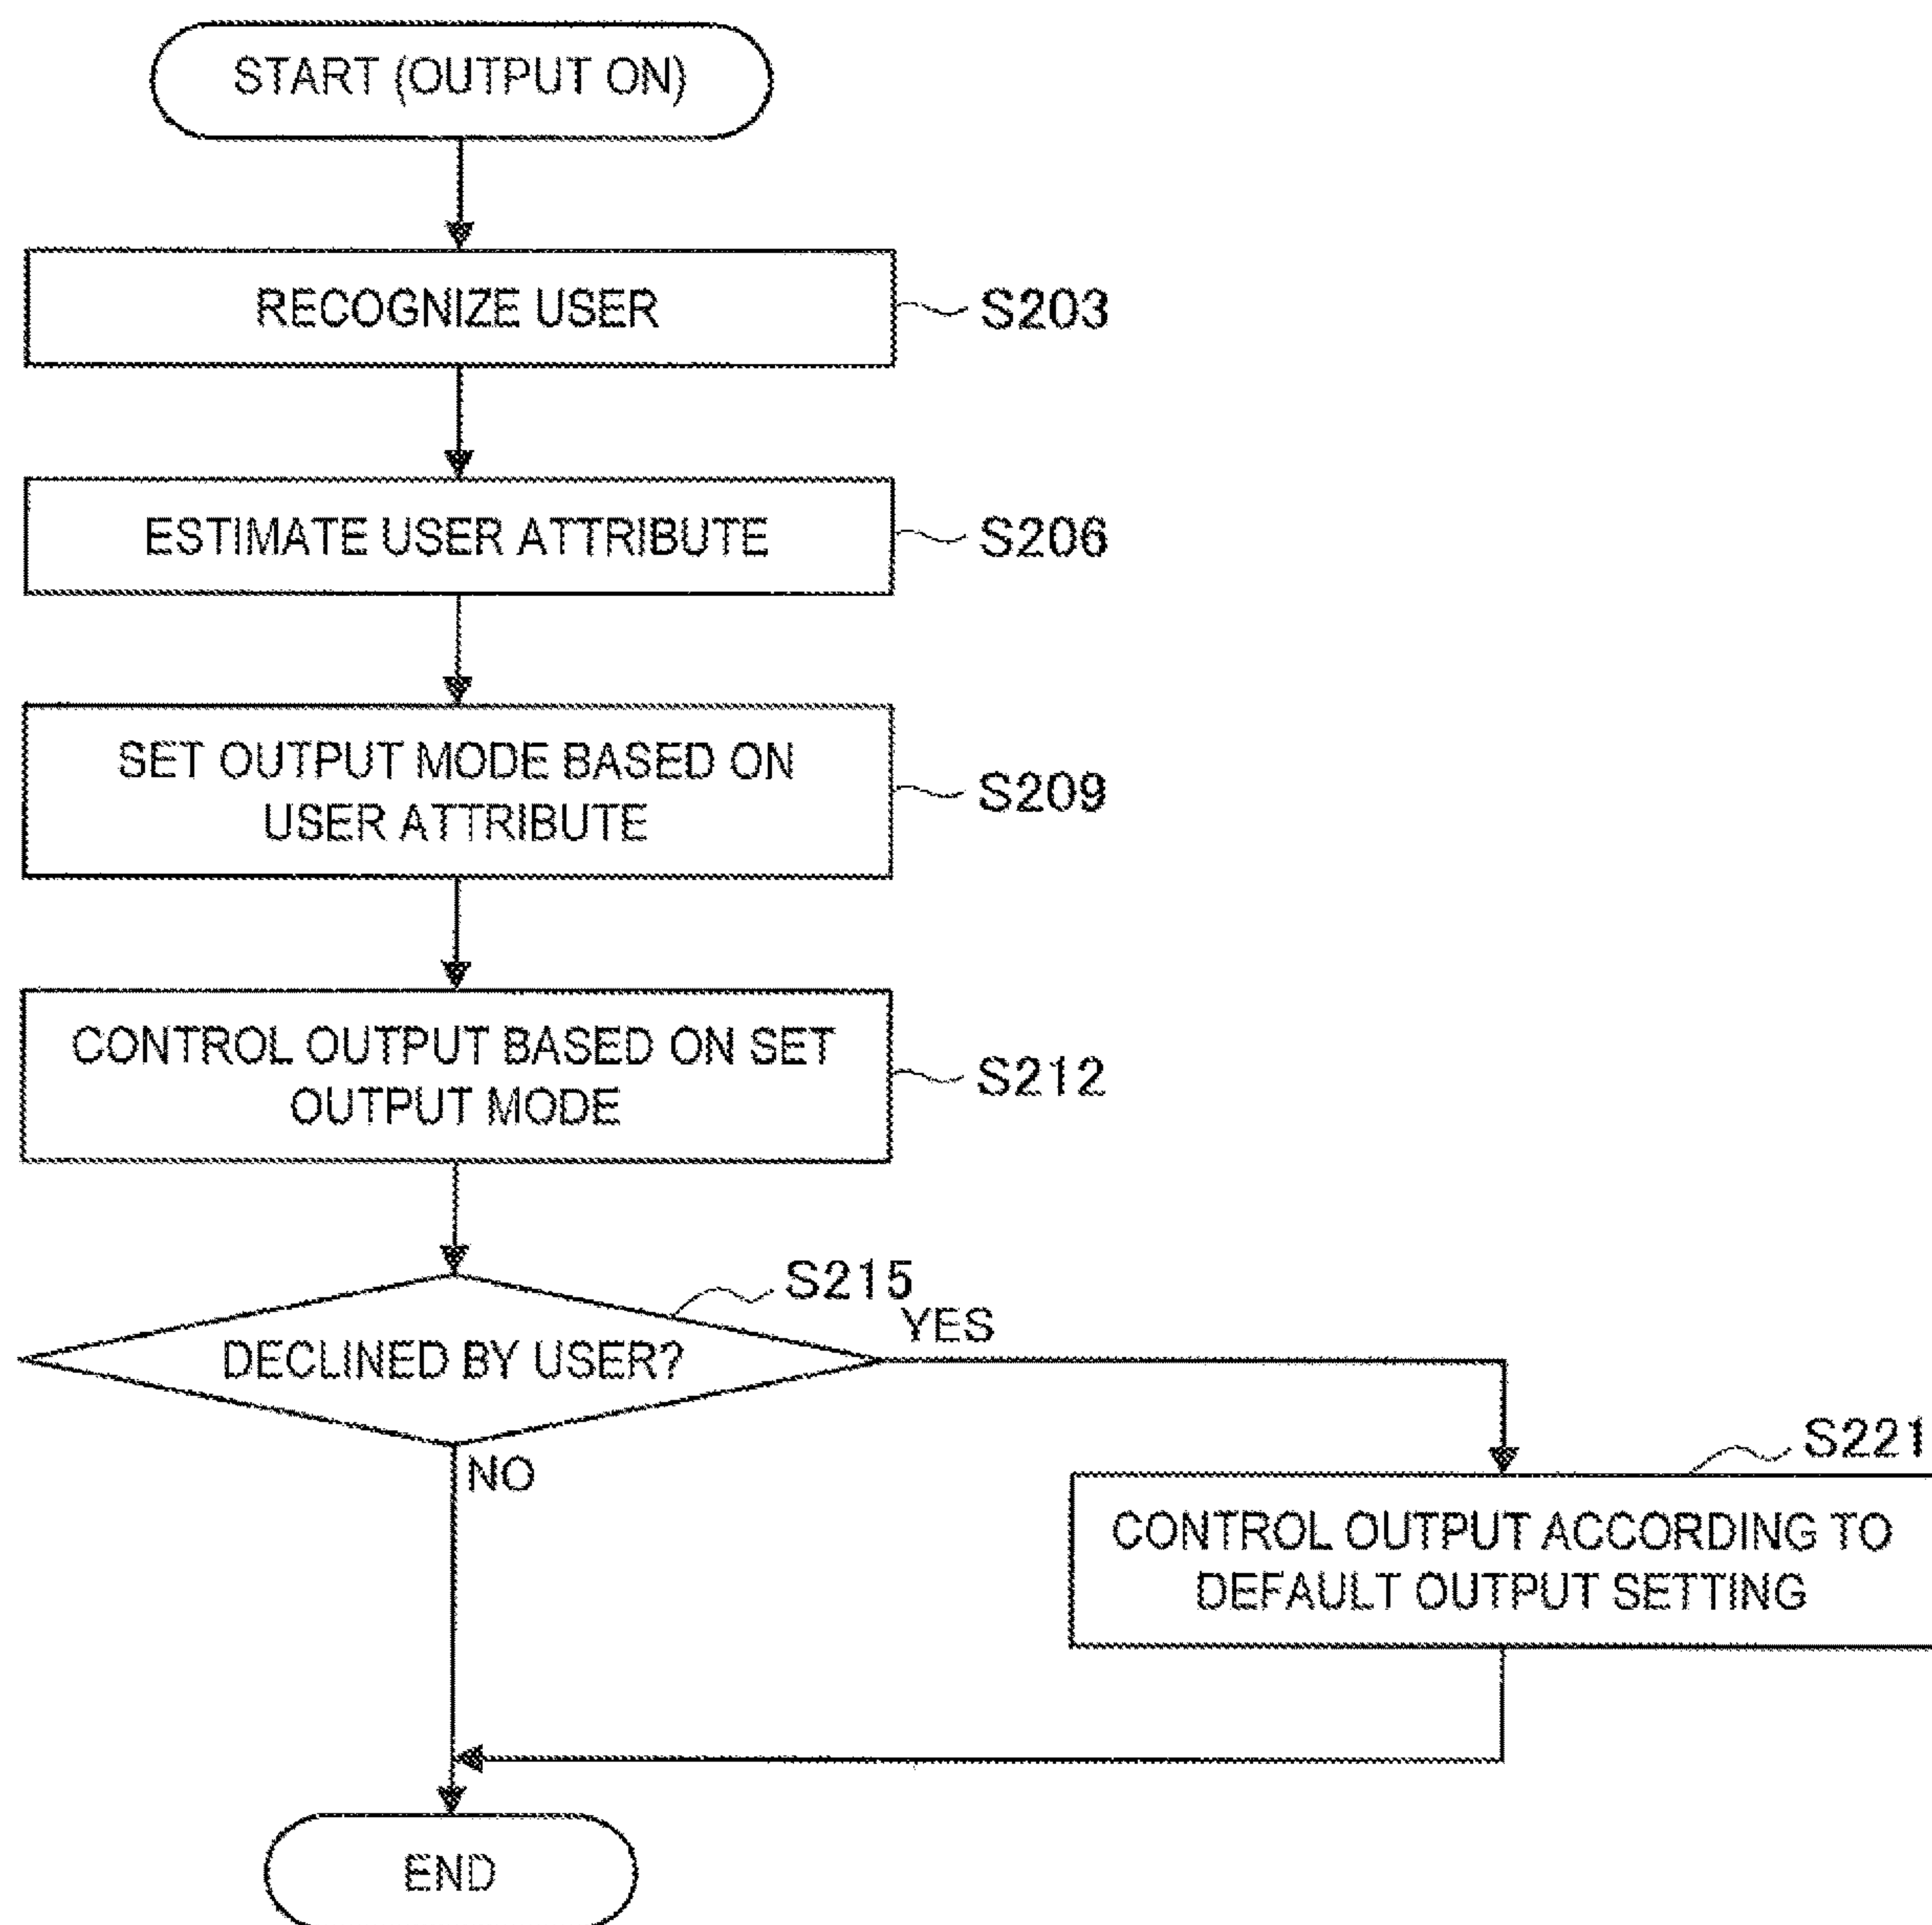 START (OUTPUT ON)
RECOGNIZE USER
S203
ESTIMATE USER ATTRIBUTE
S206
SET OUTPUT MODE BASED ON
USER ATTRIBUTE
S209
CONTROL OUTPUT BASED ON SET
OUTPUT MODE
S212
S215
DECLINED BY USER?
YES
NO
S221
CONTROL OUTPUT ACCORDING TO
DEFAULT OUTPUT SETTING
END